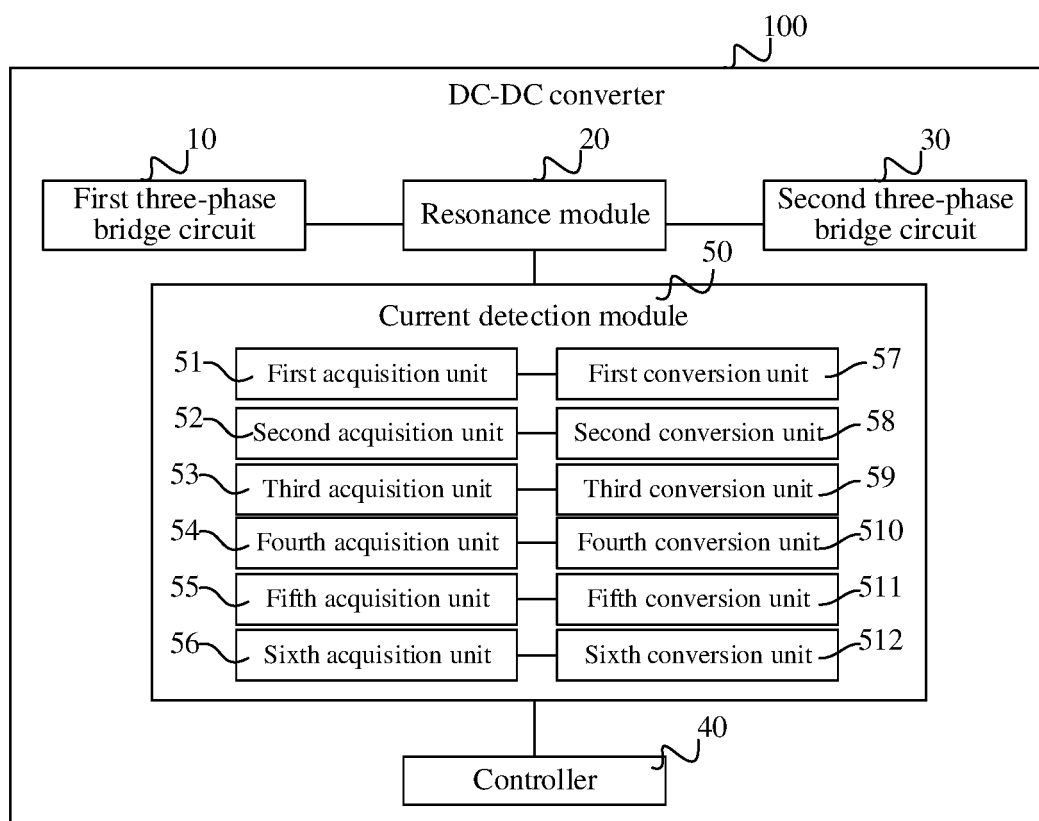 100
DC-DC converter
10
20
30
First three-phase
bridge circuit
Resonance module
Second three-phase
bridge circuit
50
Current detection module
51
First acquisition unit
First conversion unit
57
52
Second acquisition unit
Second conversion unit
58
53
Third acquisition unit
Third conversion unit
59
54
Fourth acquisition unit
Fourth conversion unit
510
55
Fifth acquisition unit
Fifth conversion unit
511
56
Sixth acquisition unit
Sixth conversion unit
512
40
Controller